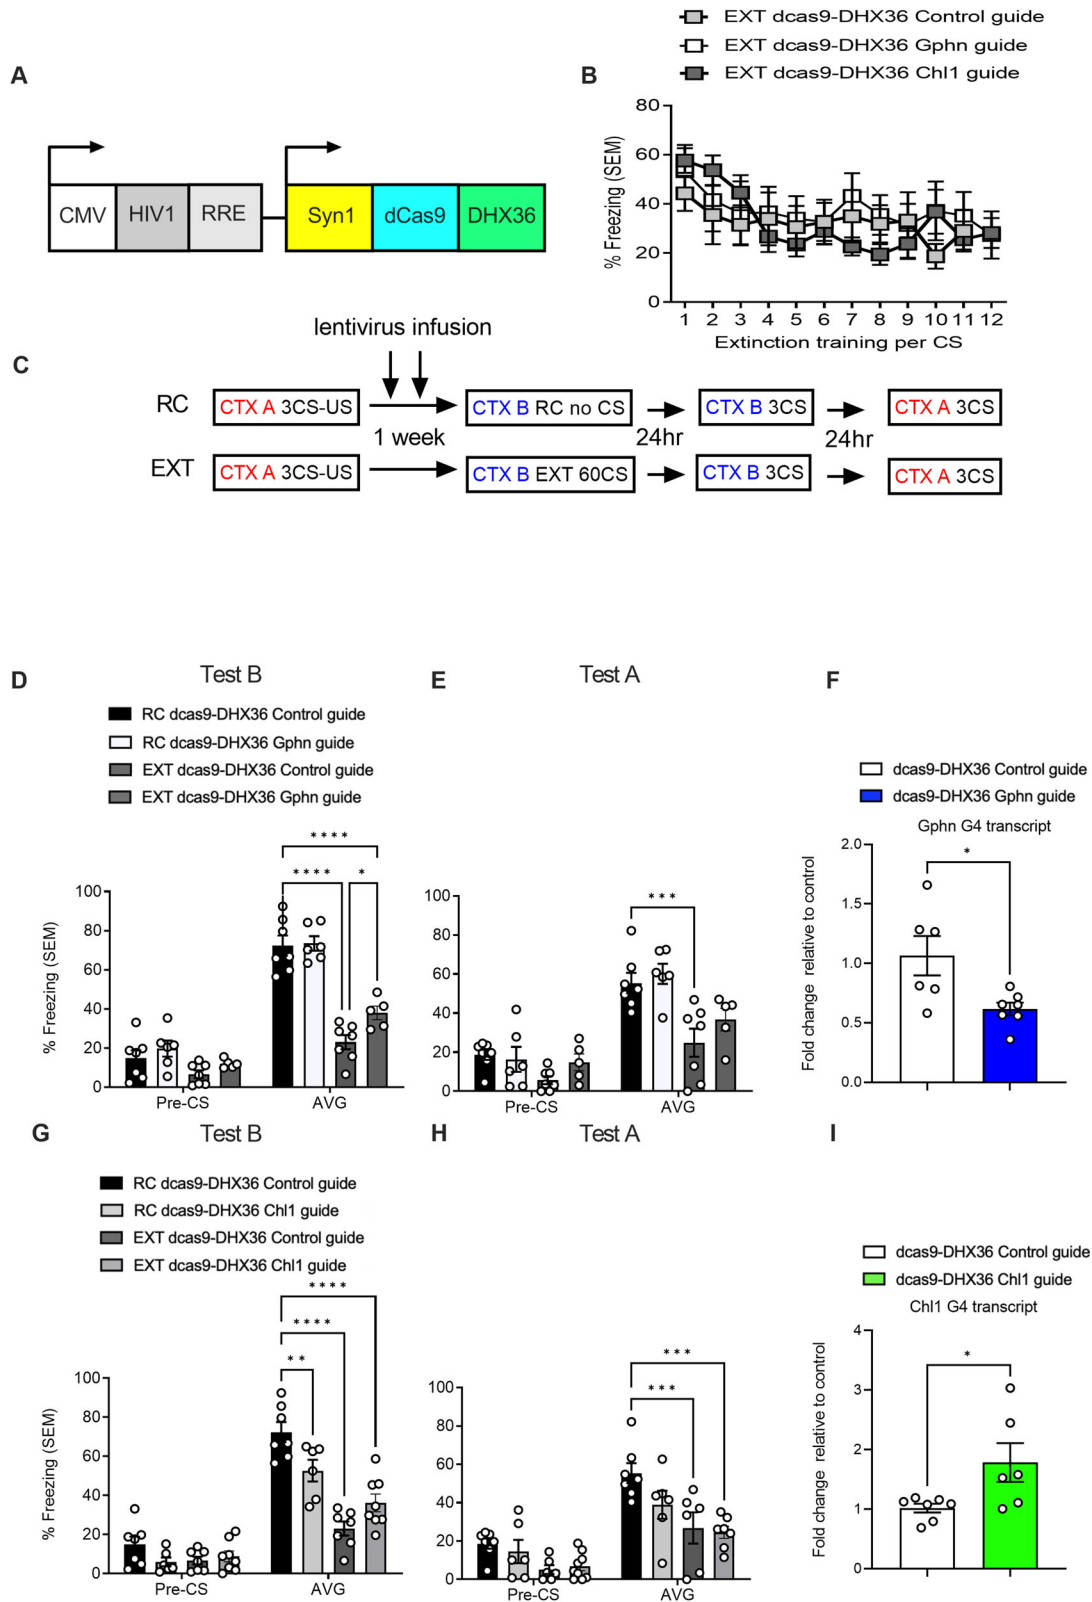 EXT dcas9-DHX36 Control guide
EXT dcas9-DHX36 Gphn guide
EXT dcas9-DHX36 Chl1 guide
A
B
CMV HIV1 RRE Syn1 dCas9 DHX36
% Freezing (SEM)
80
60
40
20
0
1 2 3 4 5 6 7 8 9 10 11 12
Extinction training per CS
C
lentivirus infusion
RC CTX A 3CS-US CTX B RC no CS CTX B 3CS CTX A 3CS
1 week 24hr 24hr
EXT CTX A 3CS-US CTX B EXT 60CS CTX B 3CS CTX A 3CS
D Test B
RC dcas9-DHX36 Control guide
RC dcas9-DHX36 Gphn guide
EXT dcas9-DHX36 Control guide
EXT dcas9-DHX36 Gphn guide
****
**** *
% Freezing (SEM)
100
80
60
40
20
0
Pre-CS AVG
E Test A
***
100
80
60
40
20
0
Pre-CS AVG
F
dcas9-DHX36 Control guide
dcas9-DHX36 Gphn guide
Gphn G4 transcript
*
Fold change relative to control
2.0
1.5
1.0
0.5
0.0
G Test B
RC dcas9-DHX36 Control guide
RC dcas9-DHX36 Chl1 guide
EXT dcas9-DHX36 Control guide
EXT dcas9-DHX36 Chl1 guide
****
****
**
% Freezing (SEM)
100
80
60
40
20
0
Pre-CS AVG
H Test A
***
***
100
80
60
40
20
0
Pre-CS AVG
I
dcas9-DHX36 Control guide
dcas9-DHX36 Chl1 guide
Chl1 G4 transcript
*
Fold change relative to control
4
3
2
1
0